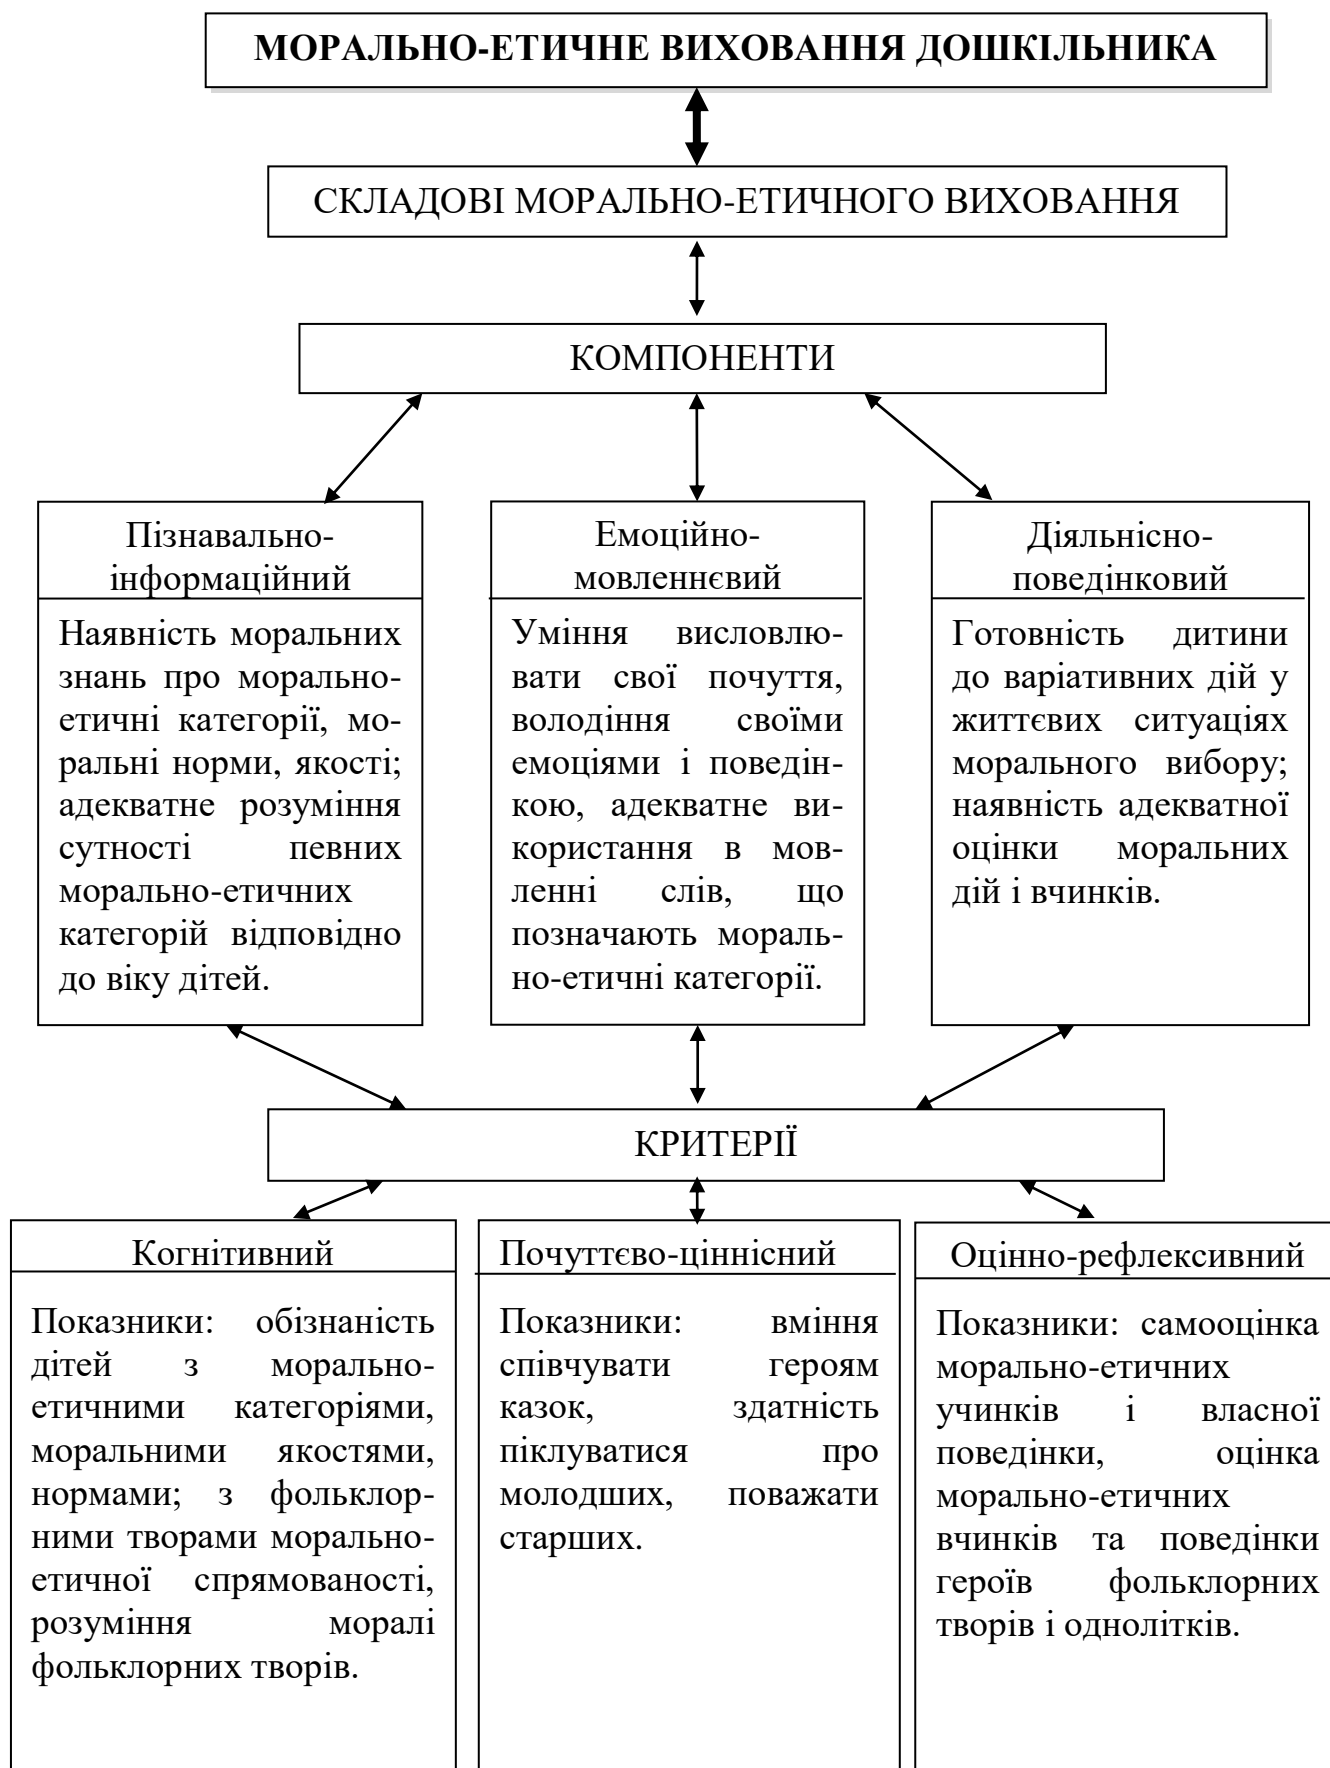 МОРАЛЬНО-ЕТИЧНЕ ВИХОВАННЯ ДОШКІЛЬНИКА
СКЛАДОВІ МОРАЛЬНО-ЕТИЧНОГО ВИХОВАННЯ
КОМПОНЕНТИ
Пізнавально-
інформаційний
Наявність моральних
знань про морально-
етичні категорії, мо-
ральні норми, якості;
адекватне розуміння
сутності певних
морально-етичних
категорій відповідно
до віку дітей.
Емоційно-
мовленнєвий
Уміння висловлю-
вати свої почуття,
володіння своїми
емоціями і поведін-
кою, адекватне ви-
користання в мов-
ленні слів, що
позначають мораль-
но-етичні категорії.
Діяльнісно-
поведінковий
Готовність дитини
до варіативних дій у
життєвих ситуаціях
морального вибору;
наявність адекватної
оцінки моральних
дій і вчинків.
КРИТЕРІЇ
Когнітивний
Показники: обізнаність
дітей з морально-
етичними категоріями,
моральними якостями,
нормами; з фольклор-
ними творами морально-
етичної спрямованості,
розуміння моралі
фольклорних творів.
Почуттєво-ціннісний
Показники: вміння
співчувати героям
казок, здатність
піклуватися про
молодших, поважати
старших.
Оцінно-рефлексивний
Показники: самооцінка
морально-етичних
учинків і власної
поведінки, оцінка
морально-етичних
вчинків та поведінки
героїв фольклорних
творів і однолітків.